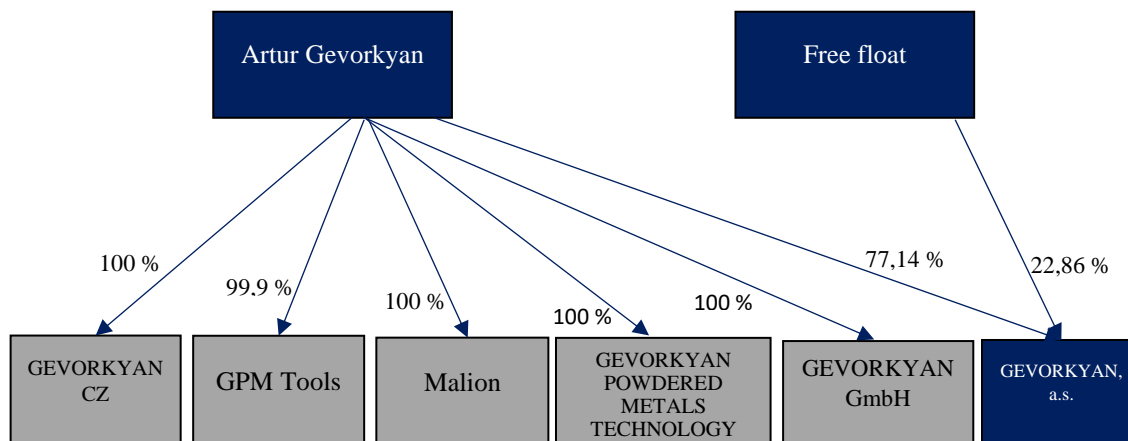 Artur Gevorkyan
Free float
100 %
99,9 %
100 %
100 %
100 %
77,14 %
22,86 %
GEVORKYAN
CZ
GPM Tools
Malion
GEVORKYAN
POWDERED
METALS
TECHNOLOGY
GEVORKYAN
GmbH
GEVORKYAN,
a.s.